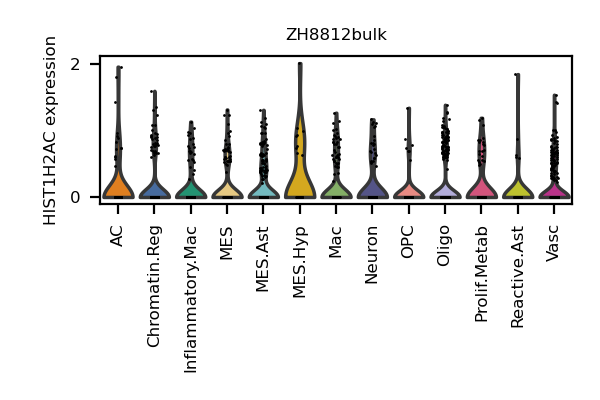 ZH8812bulk
HIST1H2AC expression
2
0
AC
Chromatin.Reg
Inflammatory.Mac
MES
MES.Ast
MES.Hyp
Mac
Neuron
OPC
Oligo
Prolif.Metab
Reactive.Ast
Vasc